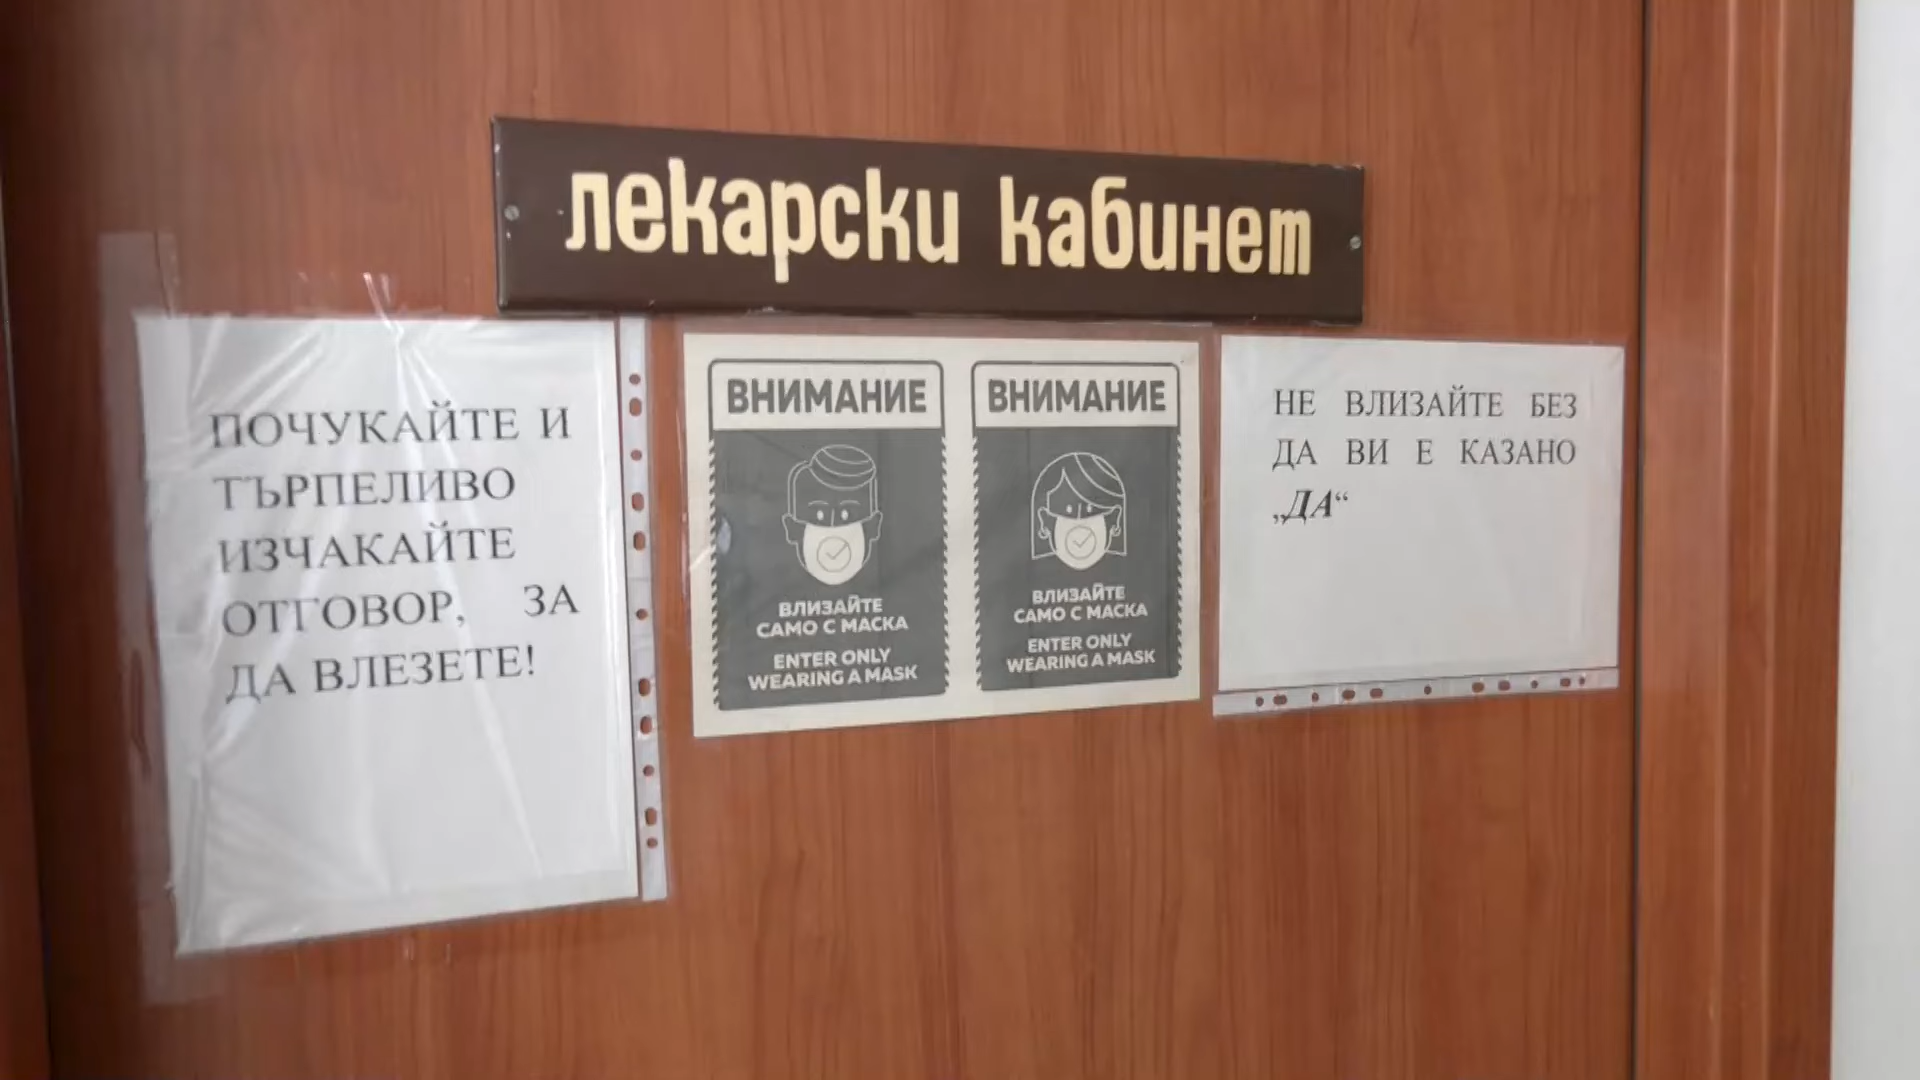 лекарски кабинет
ПОЧУКАЙТЕ И
ТЪРПЕЛИВО
ИЗЧАКАЙТЕ
ОТГОВОР, ЗА
ДА ВЛЕЗЕТЕ!
ВНИМАНИЕ
ВЛИЗАЙТЕ
САМО С МАСКА
ENTER ONLY
WEARING A MASK
ВНИМАНИЕ
ВЛИЗАЙТЕ
САМО С МАСКА
ENTER ONLY
WEARING A MASK
НЕ ВЛИЗАЙТЕ БЕЗ
ДА ВИ Е КАЗАНО
„ДА“